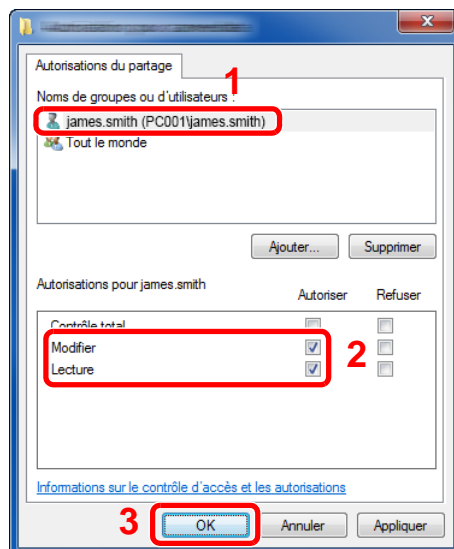 Autorisations du partage
1
Noms de groupes ou d'utilisateurs :
james.smith (PC001\james.smith)
Tout le monde
Ajouter... Supprimer
Autorisations pour james.smith Autoriser Refuser
Contrôle total
Modifier
2
Lecture
Informations sur le contrôle d'accès et les autorisations
3 OK Annuler Appliquer